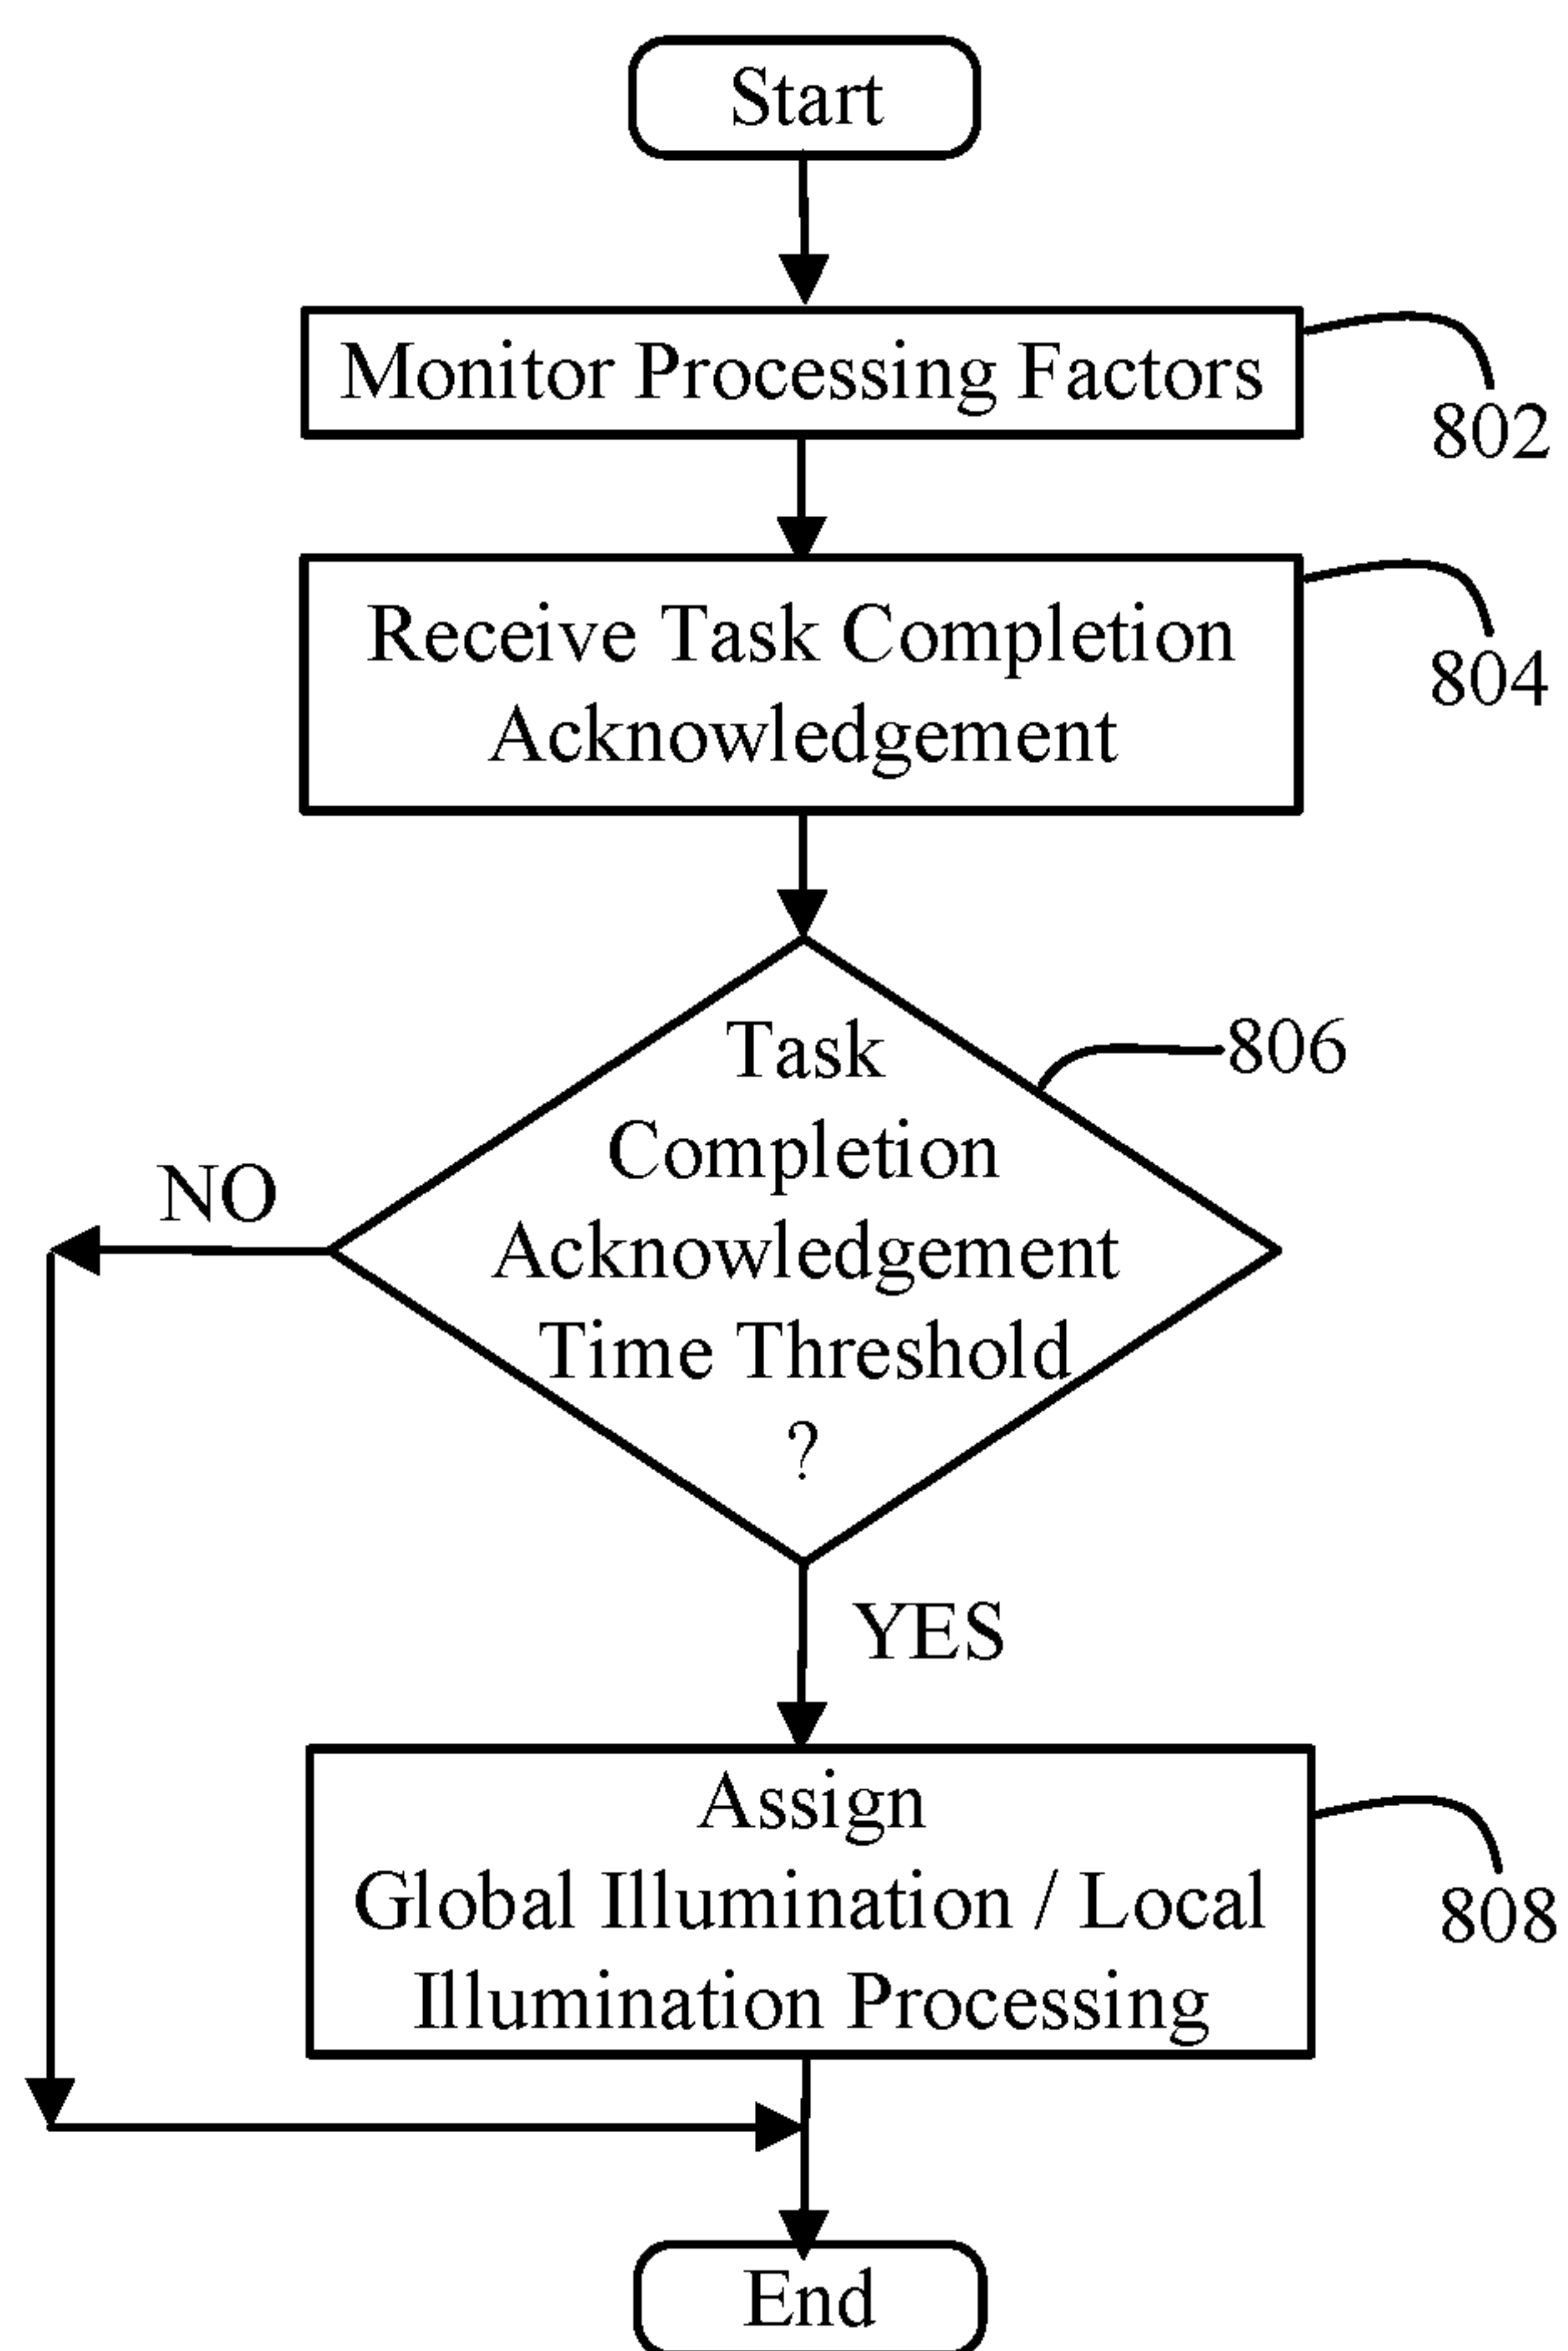 Start
Monitor Processing Factors
802
Receive Task Completion
Acknowledgement
804
Task
Completion
Acknowledgement
Time Threshold
?
806
NO
YES
Assign
Global Illumination / Local
Illumination Processing
808
End